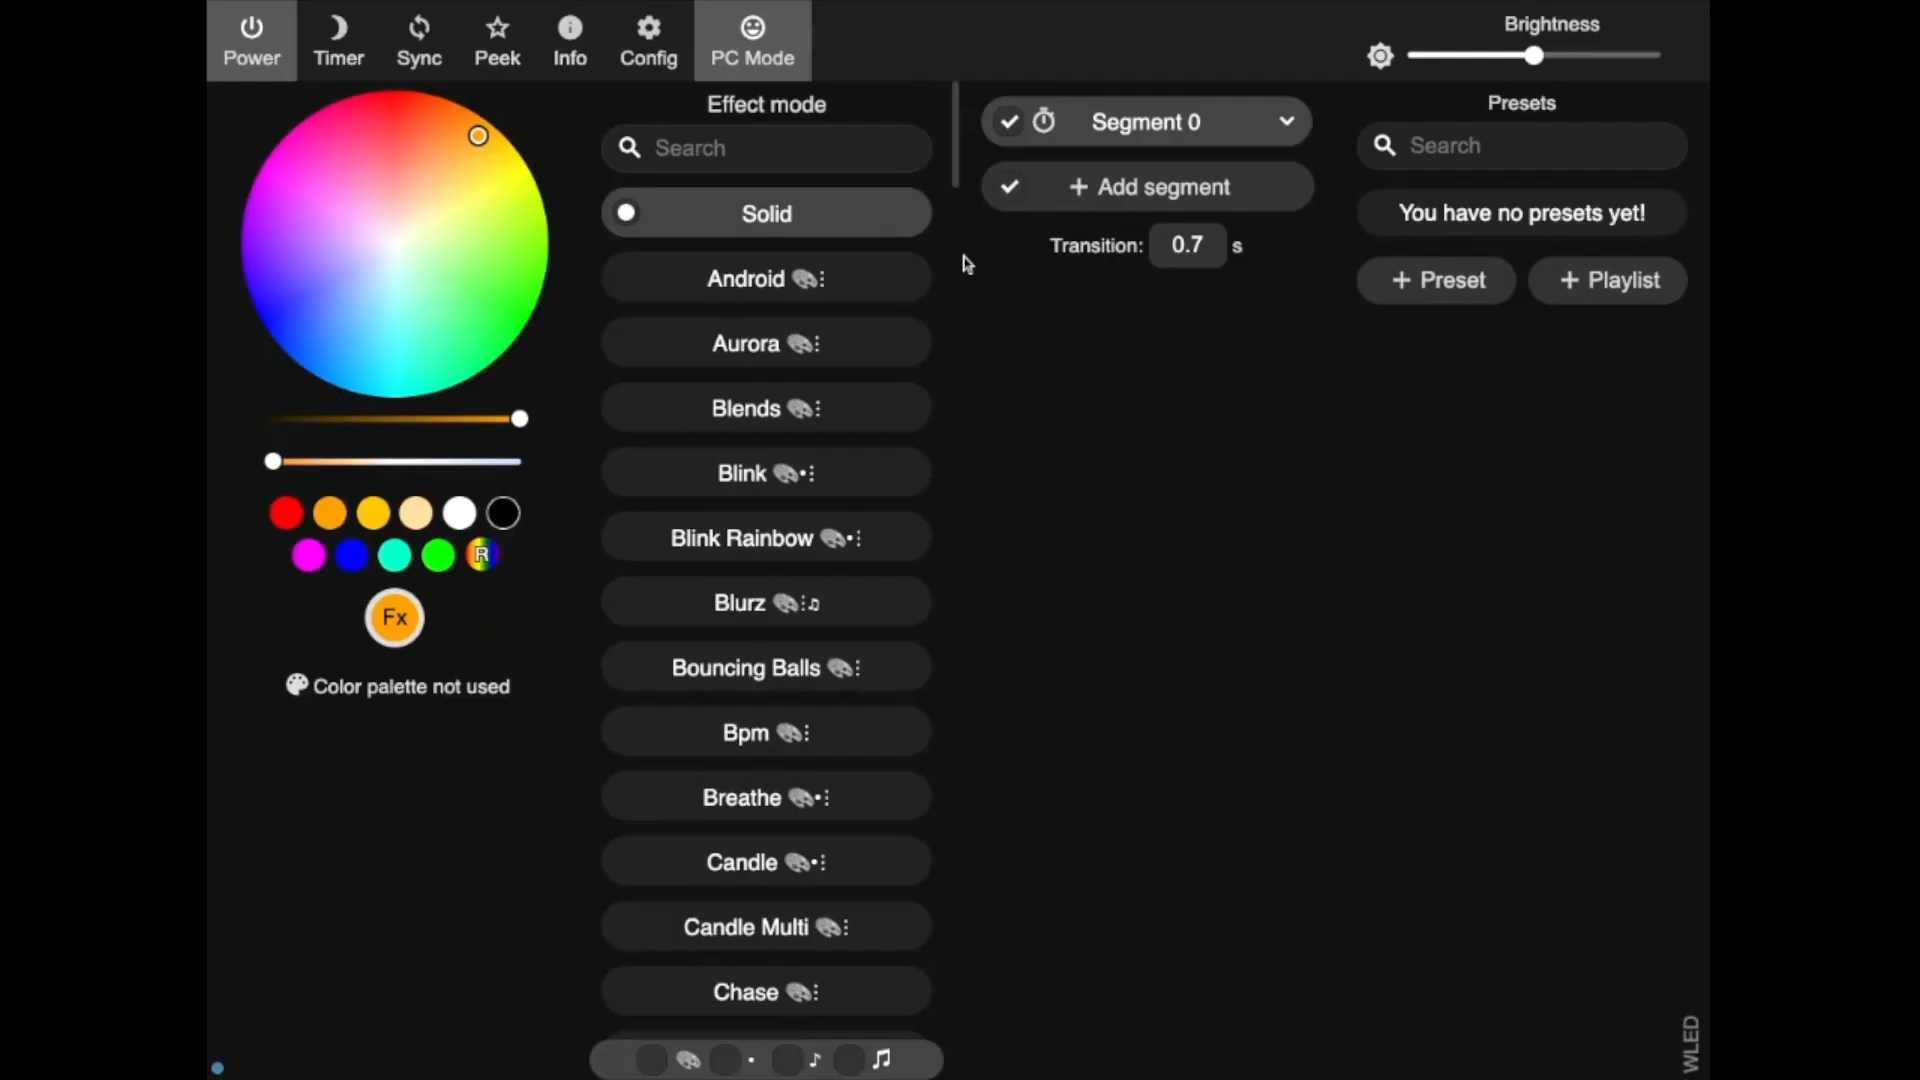 Power
Timer
Sync
Peek
Info
Config
PC Mode
Brightness
Fx
R
Color palette not used
Effect mode
Search
Solid
Android
Aurora
Blends
Blink
Blink Rainbow
Blurz
Bouncing Balls
Bpm
Breathe
Candle
Candle Multi
Chase
Segment 0
+ Add segment
Transition: 0.7 s
Presets
Search
You have no presets yet!
+ Preset
+ Playlist
WLED